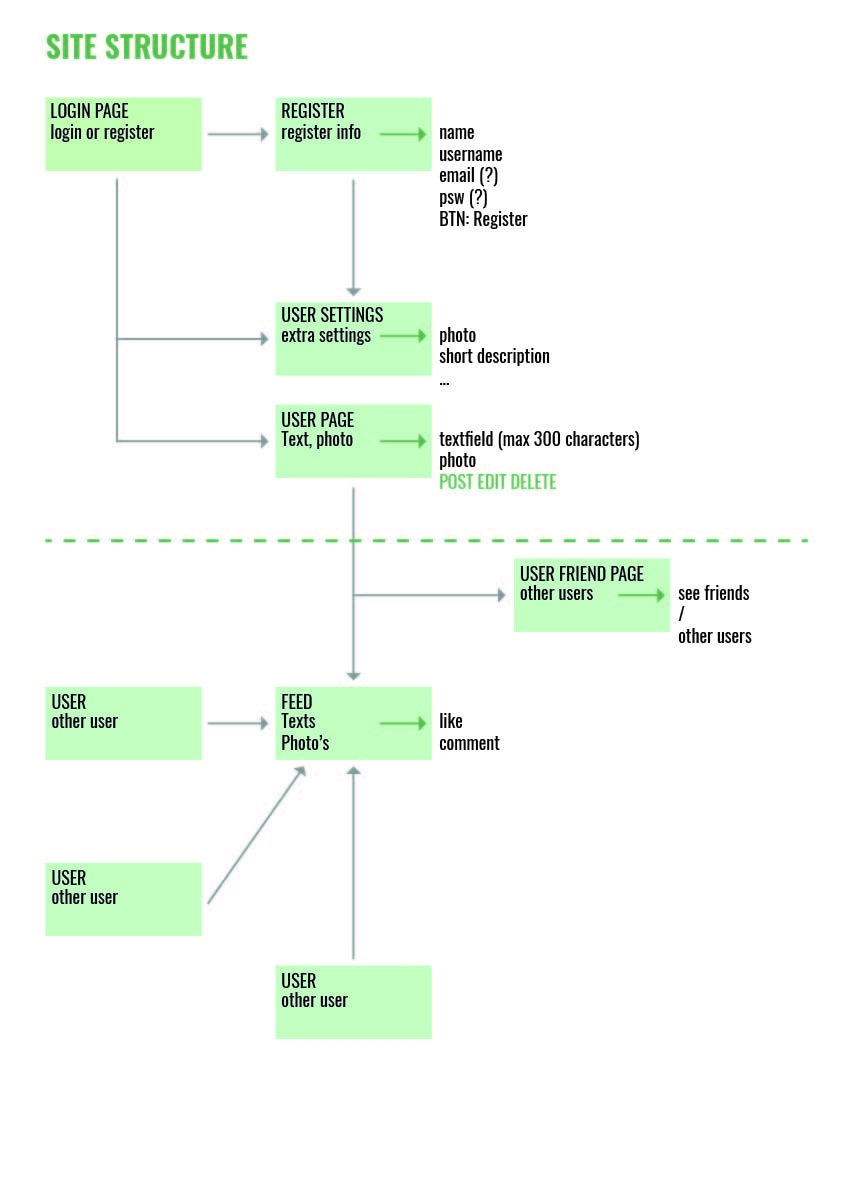 SITE STRUCTURE
LOGIN PAGE
login or register
REGISTER
register info
name
username
email (?)
psw (?)
BTN: Register
USER SETTINGS
extra settings
photo
short description
...
USER PAGE
Text, photo
textfield (max 300 characters)
photo
POST EDIT DELETE
USER FRIEND PAGE
other users
see friends
/
other users
USER
other user
FEED
Texts
Photo's
like
comment
USER
other user
USER
other user